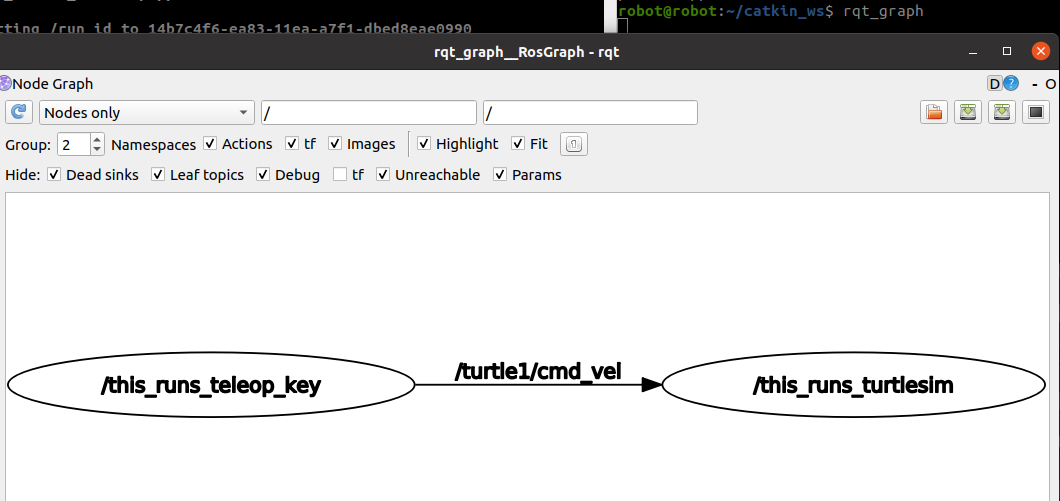 robot@robot:~/catkin_ws$ rqt_graph
tting /run_id to 14b7c4f6-ea83-11ea-a7f1-dbed8eae0990
rqt_graph__RosGraph - rqt
Node Graph D ? - O
Nodes only / /
Group: 2 Namespaces Actions tf Images Highlight Fit
Hide: Dead sinks Leaf topics Debug tf Unreachable Params
/turtle1/cmd_vel
/this_runs_teleop_key /this_runs_turtlesim